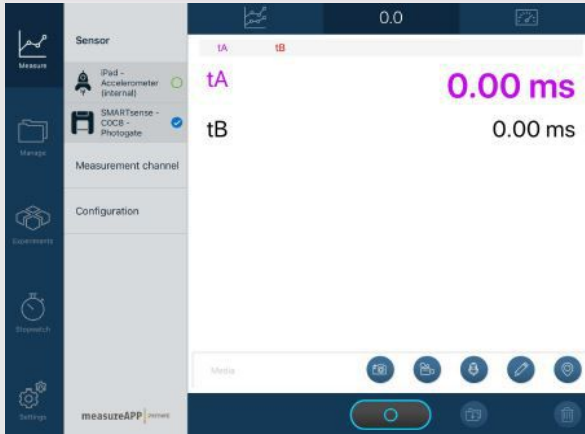 Measure
Manage
Experiments
Stopwatch
Settings
Sensor
iPad -
Accelerometer
(internal)
SMARTsense -
C0CB -
Photogate
Measurement channel
Configuration
measureAPP
0.0
tA tB
tA 0.00 ms
tB 0.00 ms
Media